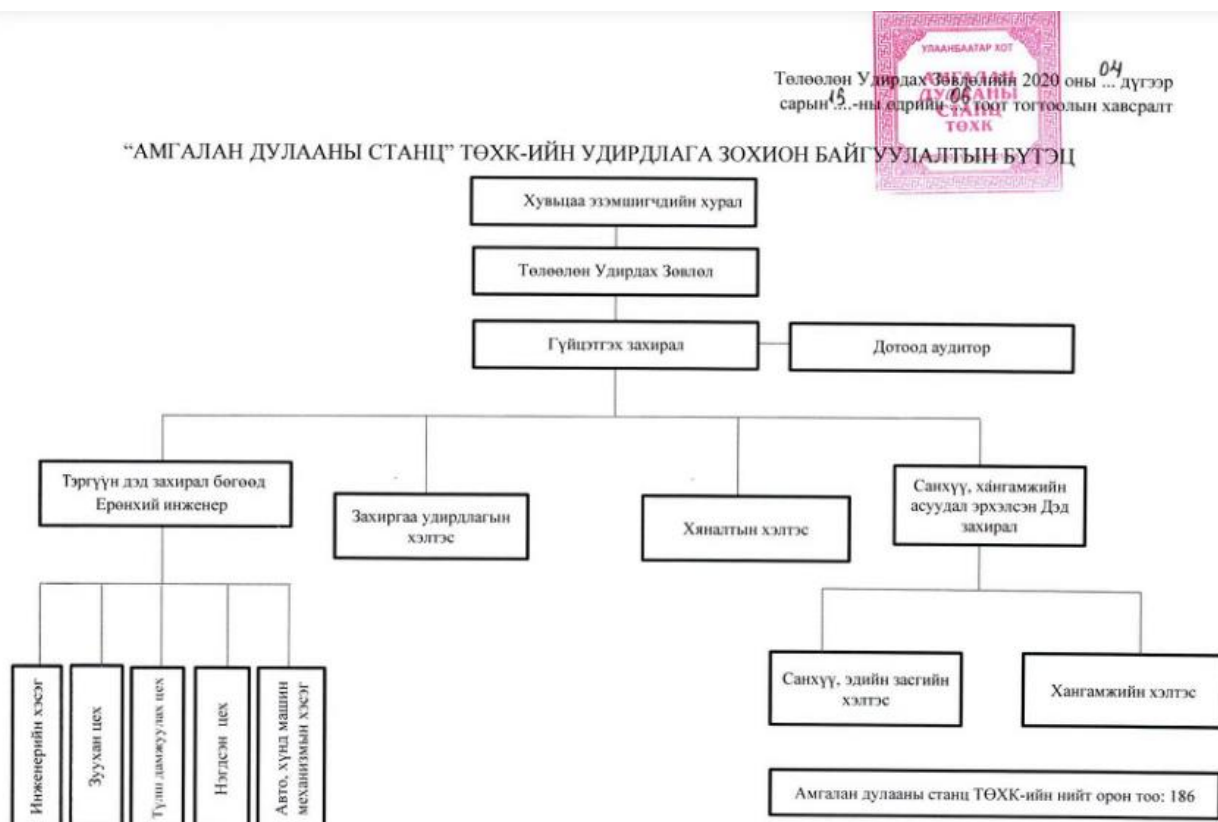 УЛААНБААТАР ХОТ
АМГАЛАН
ДУЛААНЫ
СТАНЦ
ТӨХК
Төлөөлөн Удирдах Зөвлөлийн 2020 оны 04 дүгээр
сарын 15-ны өдрийн 06 тоот тогтоолын хавсралт
“АМГАЛАН ДУЛААНЫ СТАНЦ” ТӨХК-ИЙН УДИРДЛАГА ЗОХИОН БАЙГУУЛАЛТЫН БҮТЭЦ
Хувьцаа эзэмшигчдийн хурал
Төлөөлөн Удирдах Зөвлөл
Гүйцэтгэх захирал
Дотоод аудитор
Тэргүүн дэд захирал бөгөөд
Ерөнхий инженер
Захиргаа удирдлагын
хэлтэс
Хяналтын хэлтэс
Санхүү, хангамжийн
асуудал эрхэлсэн Дэд
захирал
Инженерийн хэсэг
Зуухан цех
Түлш дамжуулах цех
Нэгдсэн цех
Авто, хүнд машин
механизмын хэсэг
Санхүү, эдийн засгийн
хэлтэс
Хангамжийн хэлтэс
Амгалан дулааны станц ТӨХК-ийн нийт орон тоо: 186